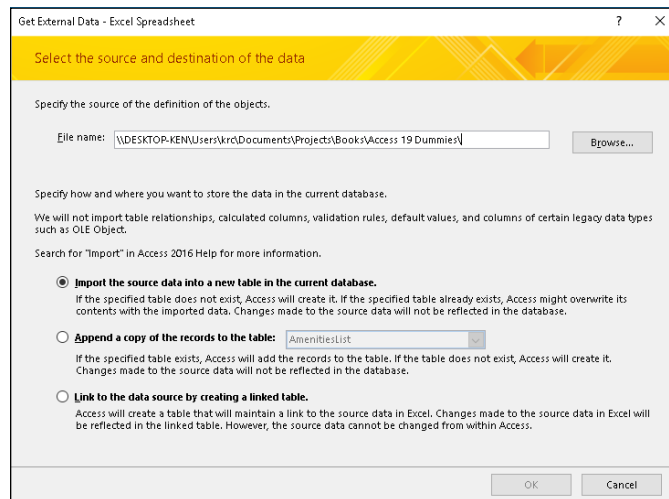 Get External Data - Excel Spreadsheet
?
Select the source and destination of the data
Specify the source of the definition of the objects.
File name:
\\DESKTOP-KEN\Users\krc\Documents\Projects\Books\Access 19 Dummies\
Browse...
Specify how and where you want to store the data in the current database.
We will not import table relationships, calculated columns, validation rules, default values, and columns of certain legacy data types
such as OLE Object.
Search for "Import" in Access 2016 Help for more information.
Import the source data into a new table in the current database.
If the specified table does not exist, Access will create it. If the specified table already exists, Access might overwrite its
contents with the imported data. Changes made to the source data will not be reflected in the database.
Append a copy of the records to the table:
AmenitiesList
If the specified table exists, Access will add the records to the table. If the table does not exist, Access will create it.
Changes made to the source data will not be reflected in the database.
Link to the data source by creating a linked table.
Access will create a table that will maintain a link to the source data in Excel. Changes made to the source data in Excel will
be reflected in the linked table. However, the source data cannot be changed from within Access.
OK
Cancel